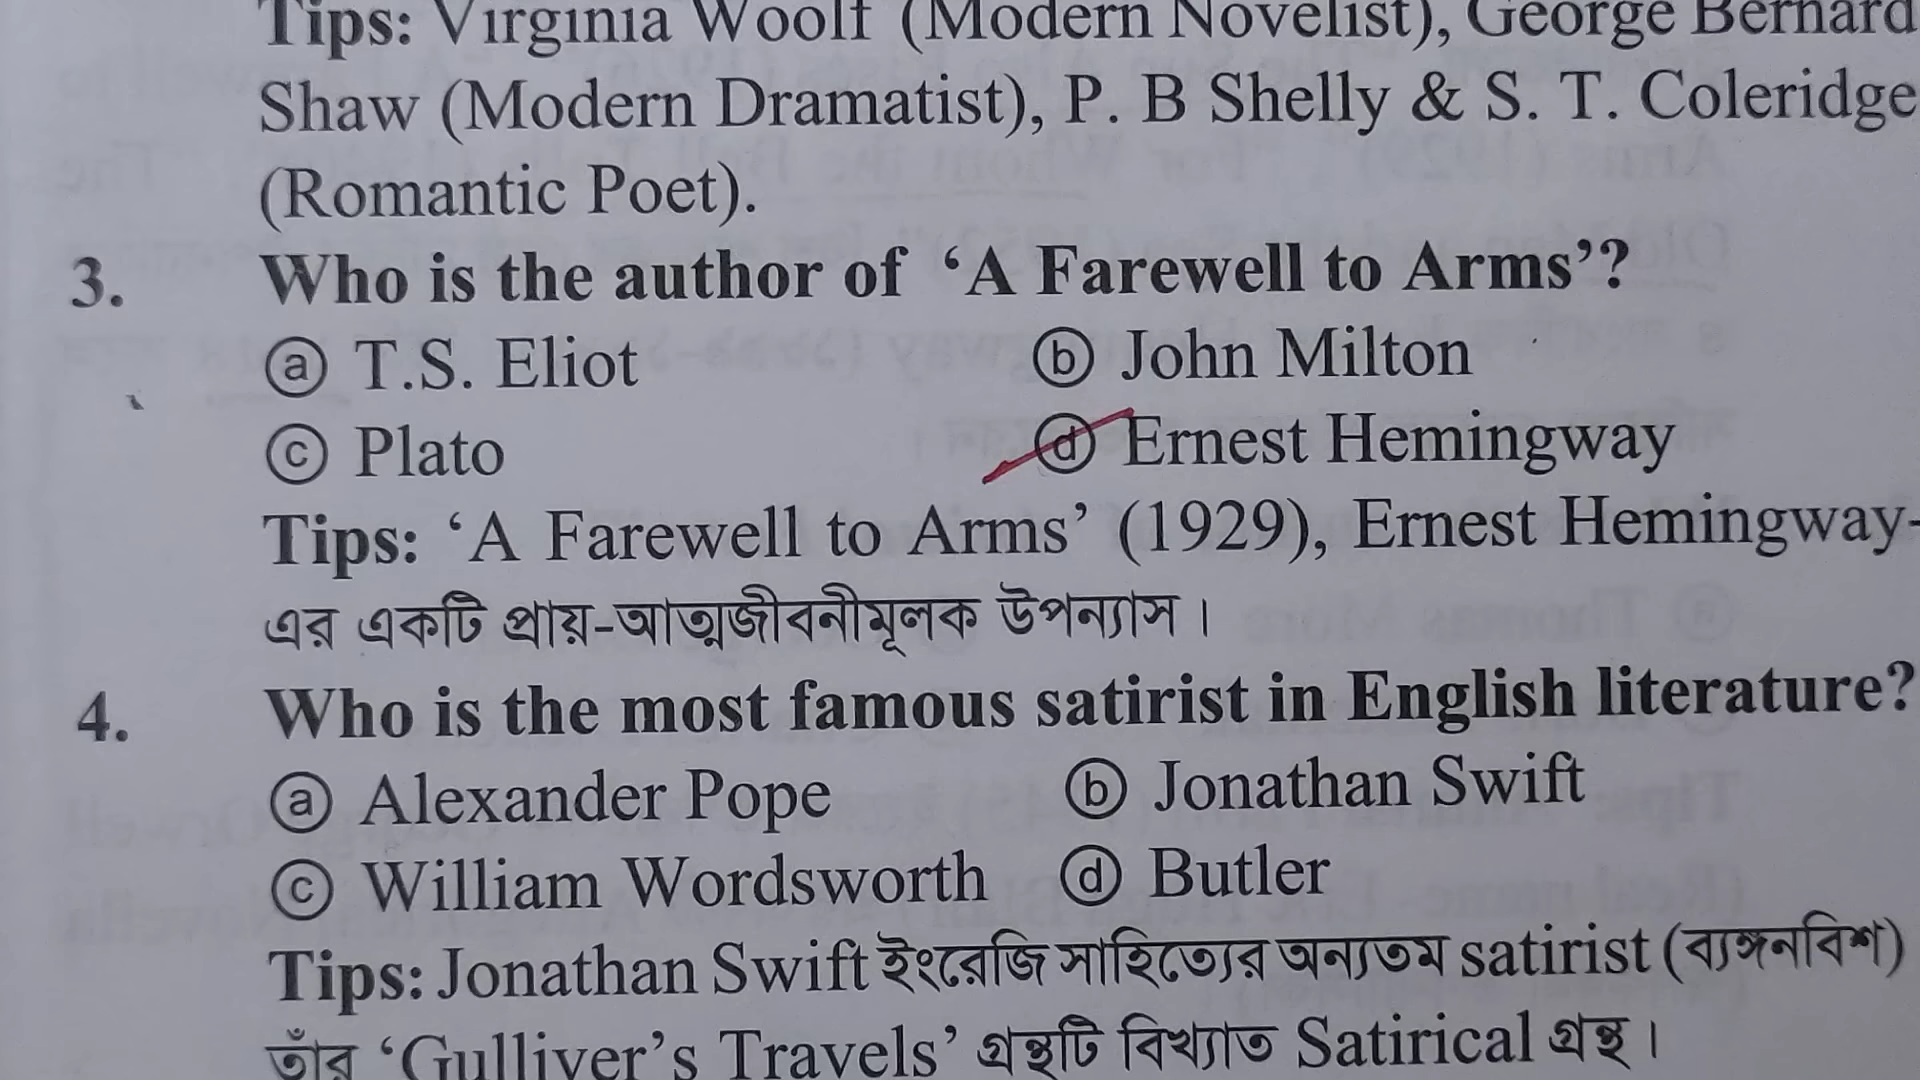 Tips: Virginia Woolf (Modern Novelist), George Bernard
Shaw (Modern Dramatist), P. B Shelly & S. T. Coleridge
(Romantic Poet).
3. Who is the author of ‘A Farewell to Arms’?
ⓐ T.S. Eliot ⓑ John Milton
ⓒ Plato ⓓ Ernest Hemingway
Tips: ‘A Farewell to Arms’ (1929), Ernest Hemingway-
এর একটি প্রায়-আত্মজীবনীমূলক উপন্যাস।
4. Who is the most famous satirist in English literature?
ⓐ Alexander Pope ⓑ Jonathan Swift
ⓒ William Wordsworth ⓓ Butler
Tips: Jonathan Swift ইংরেজি সাহিত্যের অন্যতম satirist (ব্যঙ্গনবিশ)
তাঁর ‘Gulliver’s Travels’ গ্রন্থটি বিখ্যাত Satirical গ্রন্থ।